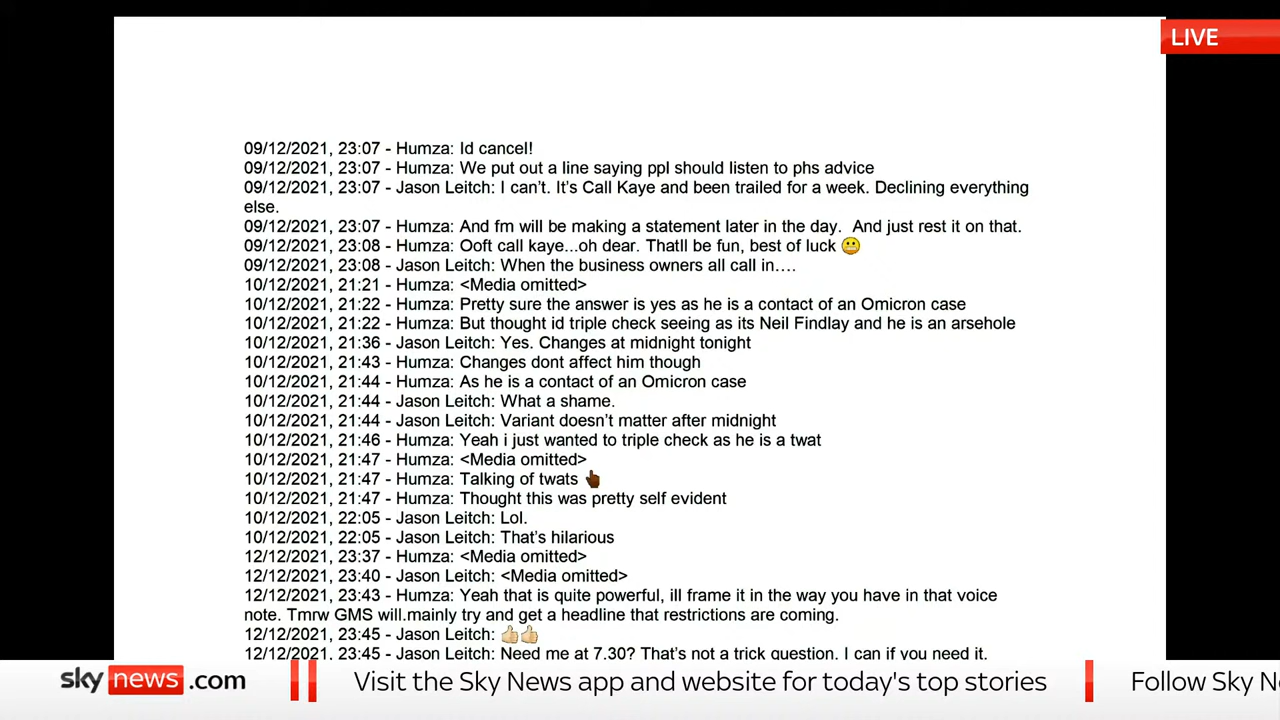 LIVE
09/12/2021, 23:07 - Humza: Id cancel!
09/12/2021, 23:07 - Humza: We put out a line saying ppl should listen to phs advice
09/12/2021, 23:07 - Jason Leitch: I can't. It's Call Kaye and been trailed for a week. Declining everything
else.
09/12/2021, 23:07 - Humza: And fm will be making a statement later in the day.  And just rest it on that.
09/12/2021, 23:08 - Humza: Ooft call kaye...oh dear. Thatll be fun, best of luck 😬
09/12/2021, 23:08 - Jason Leitch: When the business owners all call in….
10/12/2021, 21:21 - Humza: <Media omitted>
10/12/2021, 21:22 - Humza: Pretty sure the answer is yes as he is a contact of an Omicron case
10/12/2021, 21:22 - Humza: But thought id triple check seeing as its Neil Findlay and he is an arsehole
10/12/2021, 21:36 - Jason Leitch: Yes. Changes at midnight tonight
10/12/2021, 21:43 - Humza: Changes dont affect him though
10/12/2021, 21:44 - Humza: As he is a contact of an Omicron case
10/12/2021, 21:44 - Jason Leitch: What a shame.
10/12/2021, 21:44 - Jason Leitch: Variant doesn't matter after midnight
10/12/2021, 21:46 - Humza: Yeah i just wanted to triple check as he is a twat
10/12/2021, 21:47 - Humza: <Media omitted>
10/12/2021, 21:47 - Humza: Talking of twats 👆🏾
10/12/2021, 21:47 - Humza: Thought this was pretty self evident
10/12/2021, 22:05 - Jason Leitch: Lol.
10/12/2021, 22:05 - Jason Leitch: That's hilarious
12/12/2021, 23:37 - Humza: <Media omitted>
12/12/2021, 23:40 - Jason Leitch: <Media omitted>
12/12/2021, 23:43 - Humza: Yeah that is quite powerful, ill frame it in the way you have in that voice
note. Tmrw GMS will.mainly try and get a headline that restrictions are coming.
12/12/2021, 23:45 - Jason Leitch: 👍🏻👍🏻
12/12/2021, 23:45 - Jason Leitch: Need me at 7.30? That's not a trick question. I can if you need it.
sky news .com
Visit the Sky News app and website for today's top stories
Follow Sky